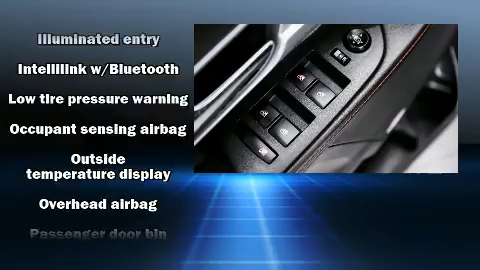 Illuminated entry
Intellilink w/Bluetooth
Low tire pressure warning
Occupant sensing airbag
Outside
temperature display
Overhead airbag
Passenger door bin